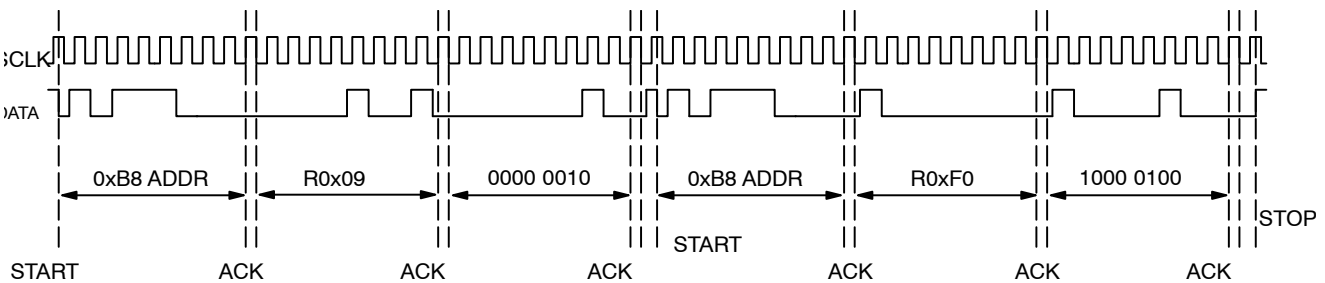 SCLK
DATA
0xB8 ADDR R0x09 0000 0010 0xB8 ADDR R0xF0 1000 0100
STOP
START
START ACK ACK ACK ACK ACK ACK